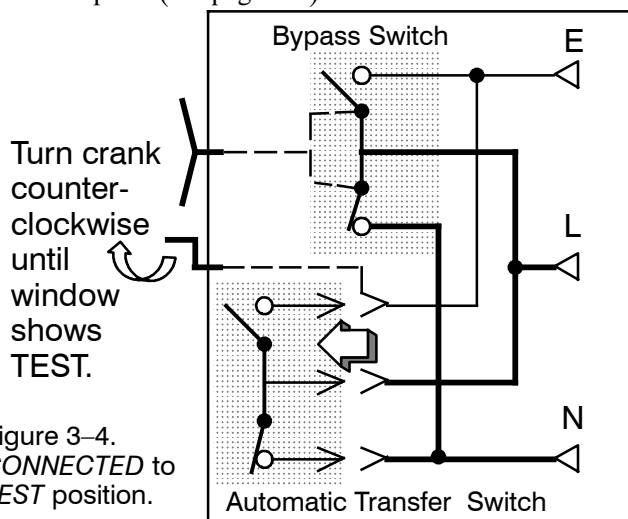 Bypass Switch
E
Turn crank
counter-
clockwise
until
window
shows
TEST.
L
N
igure 3–4.
CONNECTED to
EST position.
Automatic Transfer Switch